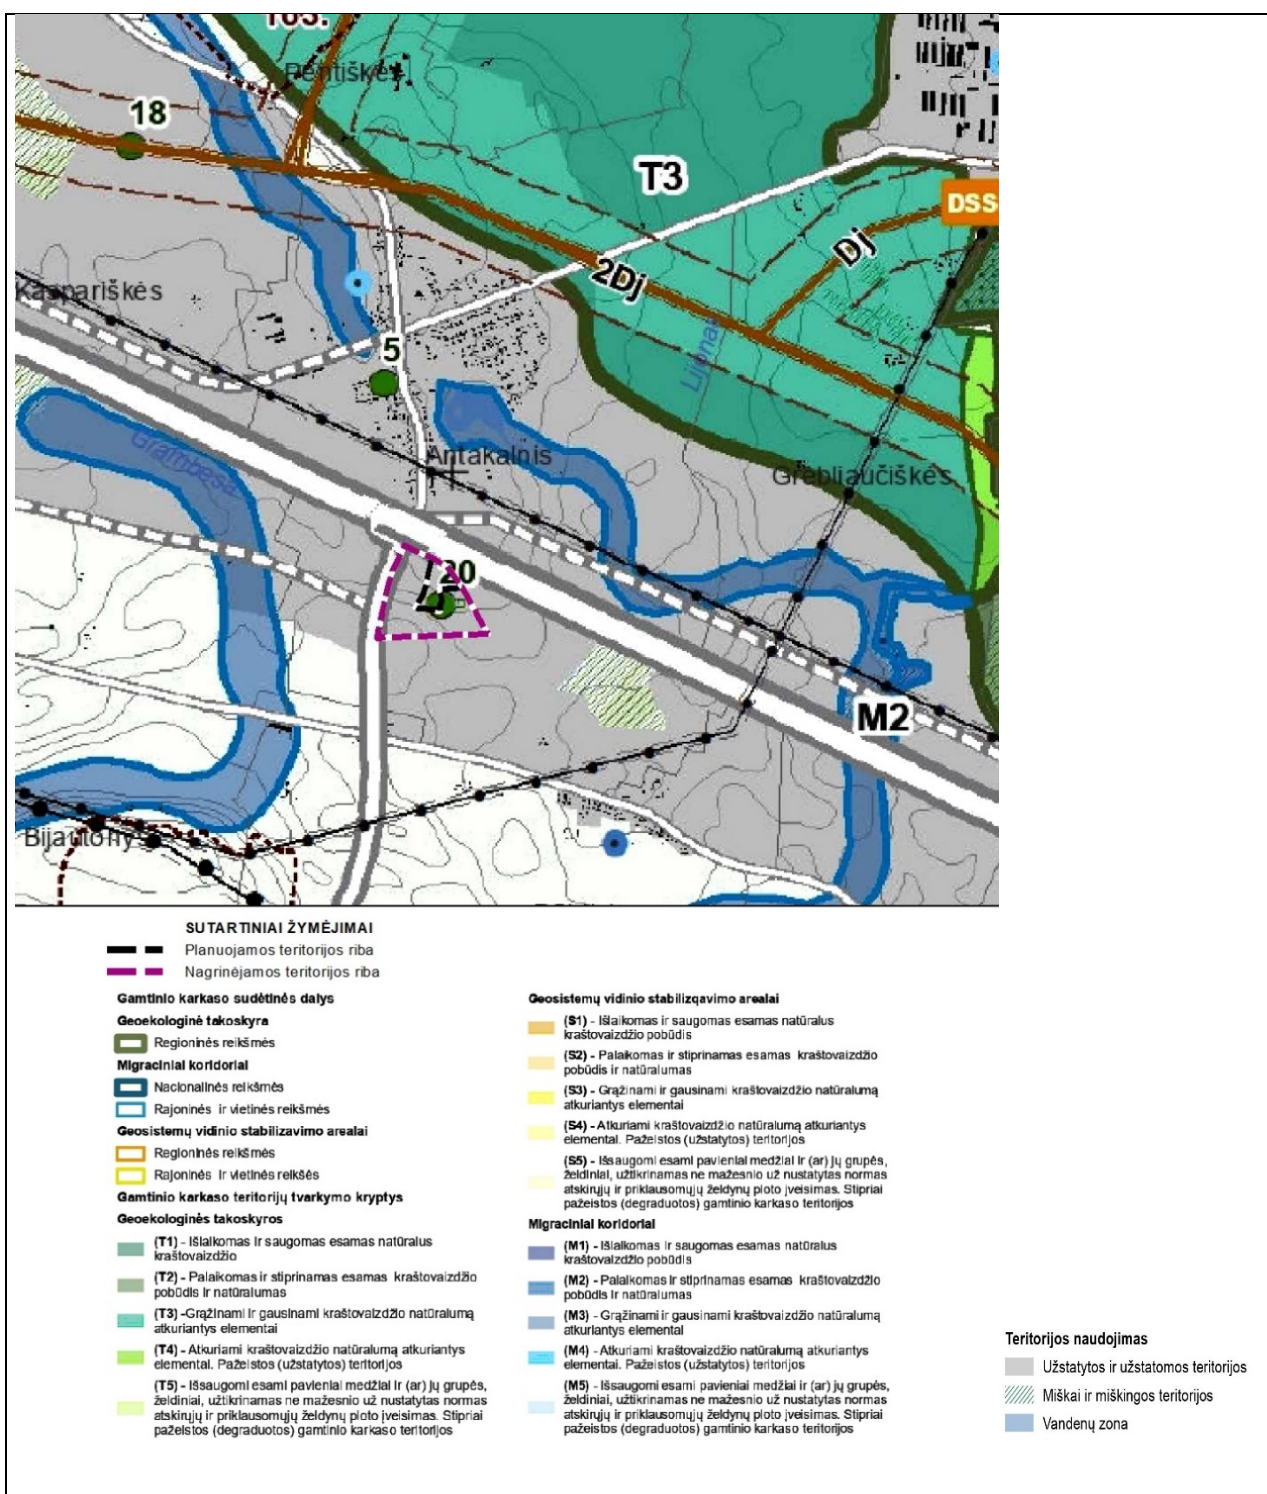 103.
Pentiškės
18
T3
DSS
Dj
2Dj
Kaspariškės
5
Lijonas
Grambesa
Antakalnis
Grebliaučiškės
20
M2
Bijautonys
SUTARTINIAI ŽYMĖJIMAI
Planuojamos teritorijos riba
Nagrinėjamos teritorijos riba
Gamtinio karkaso sudėtinės dalys
Geoekologinė takoskyra
Regioninės reikšmės
Migraciniai koridoriai
Nacionalinės reikšmės
Rajoninės ir vietinės reikšmės
Geosistemų vidinio stabilizavimo arealai
Regioninės reikšmės
Rajoninės ir vietinės reikšės
Gamtinio karkaso teritorijų tvarkymo kryptys
Geoekologinės takoskyros
(T1) - Išlaikomas ir saugomas esamas natūralus
kraštovaizdžio
(T2) - Palaikomas ir stiprinamas esamas kraštovaizdžio
pobūdis ir natūralumas
(T3) -Grąžinami ir gausinami kraštovaizdžio natūralumą
atkuriantys elementai
(T4) - Atkuriami kraštovaizdžio natūralumą atkuriantys
elementai. Pažeistos (užstatytos) teritorijos
(T5) - Išsaugomi esami pavieniai medžiai ir (ar) jų grupės,
želdiniai, užtikrinamas ne mažesnio už nustatytas normas
atskirųjų ir priklausomųjų želdynų ploto įveisimas. Stipriai
pažeistos (degraduotos) gamtinio karkaso teritorijos
Geosistemų vidinio stabilizqavimo arealai
(S1) - Išlaikomas ir saugomas esamas natūralus
kraštovaizdžio pobūdis
(S2) - Palaikomas ir stiprinamas esamas kraštovaizdžio
pobūdis ir natūralumas
(S3) - Grąžinami ir gausinami kraštovaizdžio natūralumą
atkuriantys elementai
(S4) - Atkuriami kraštovaizdžio natūralumą atkuriantys
elementai. Pažeistos (užstatytos) teritorijos
(S5) - Išsaugomi esami pavieniai medžiai ir (ar) jų grupės,
želdiniai, užtikrinamas ne mažesnio už nustatytas normas
atskirųjų ir priklausomųjų želdynų ploto įveisimas. Stipriai
pažeistos (degraduotos) gamtinio karkaso teritorijos
Migraciniai koridoriai
(M1) - Išlaikomas ir saugomas esamas natūralus
kraštovaizdžio pobūdis
(M2) - Palaikomas ir stiprinamas esamas kraštovaizdžio
pobūdis ir natūralumas
(M3) - Grąžinami ir gausinami kraštovaizdžio natūralumą
atkuriantys elementai
(M4) - Atkuriami kraštovaizdžio natūralumą atkuriantys
elementai. Pažeistos (užstatytos) teritorijos
(M5) - Išsaugomi esami pavieniai medžiai ir (ar) jų grupės,
želdiniai, užtikrinamas ne mažesnio už nustatytas normas
atskirųjų ir priklausomųjų želdynų ploto įveisimas. Stipriai
pažeistos (degraduotos) gamtinio karkaso teritorijos
Teritorijos naudojimas
Užstatytos ir užstatomos teritorijos
Miškai ir miškingos teritorijos
Vandenų zona